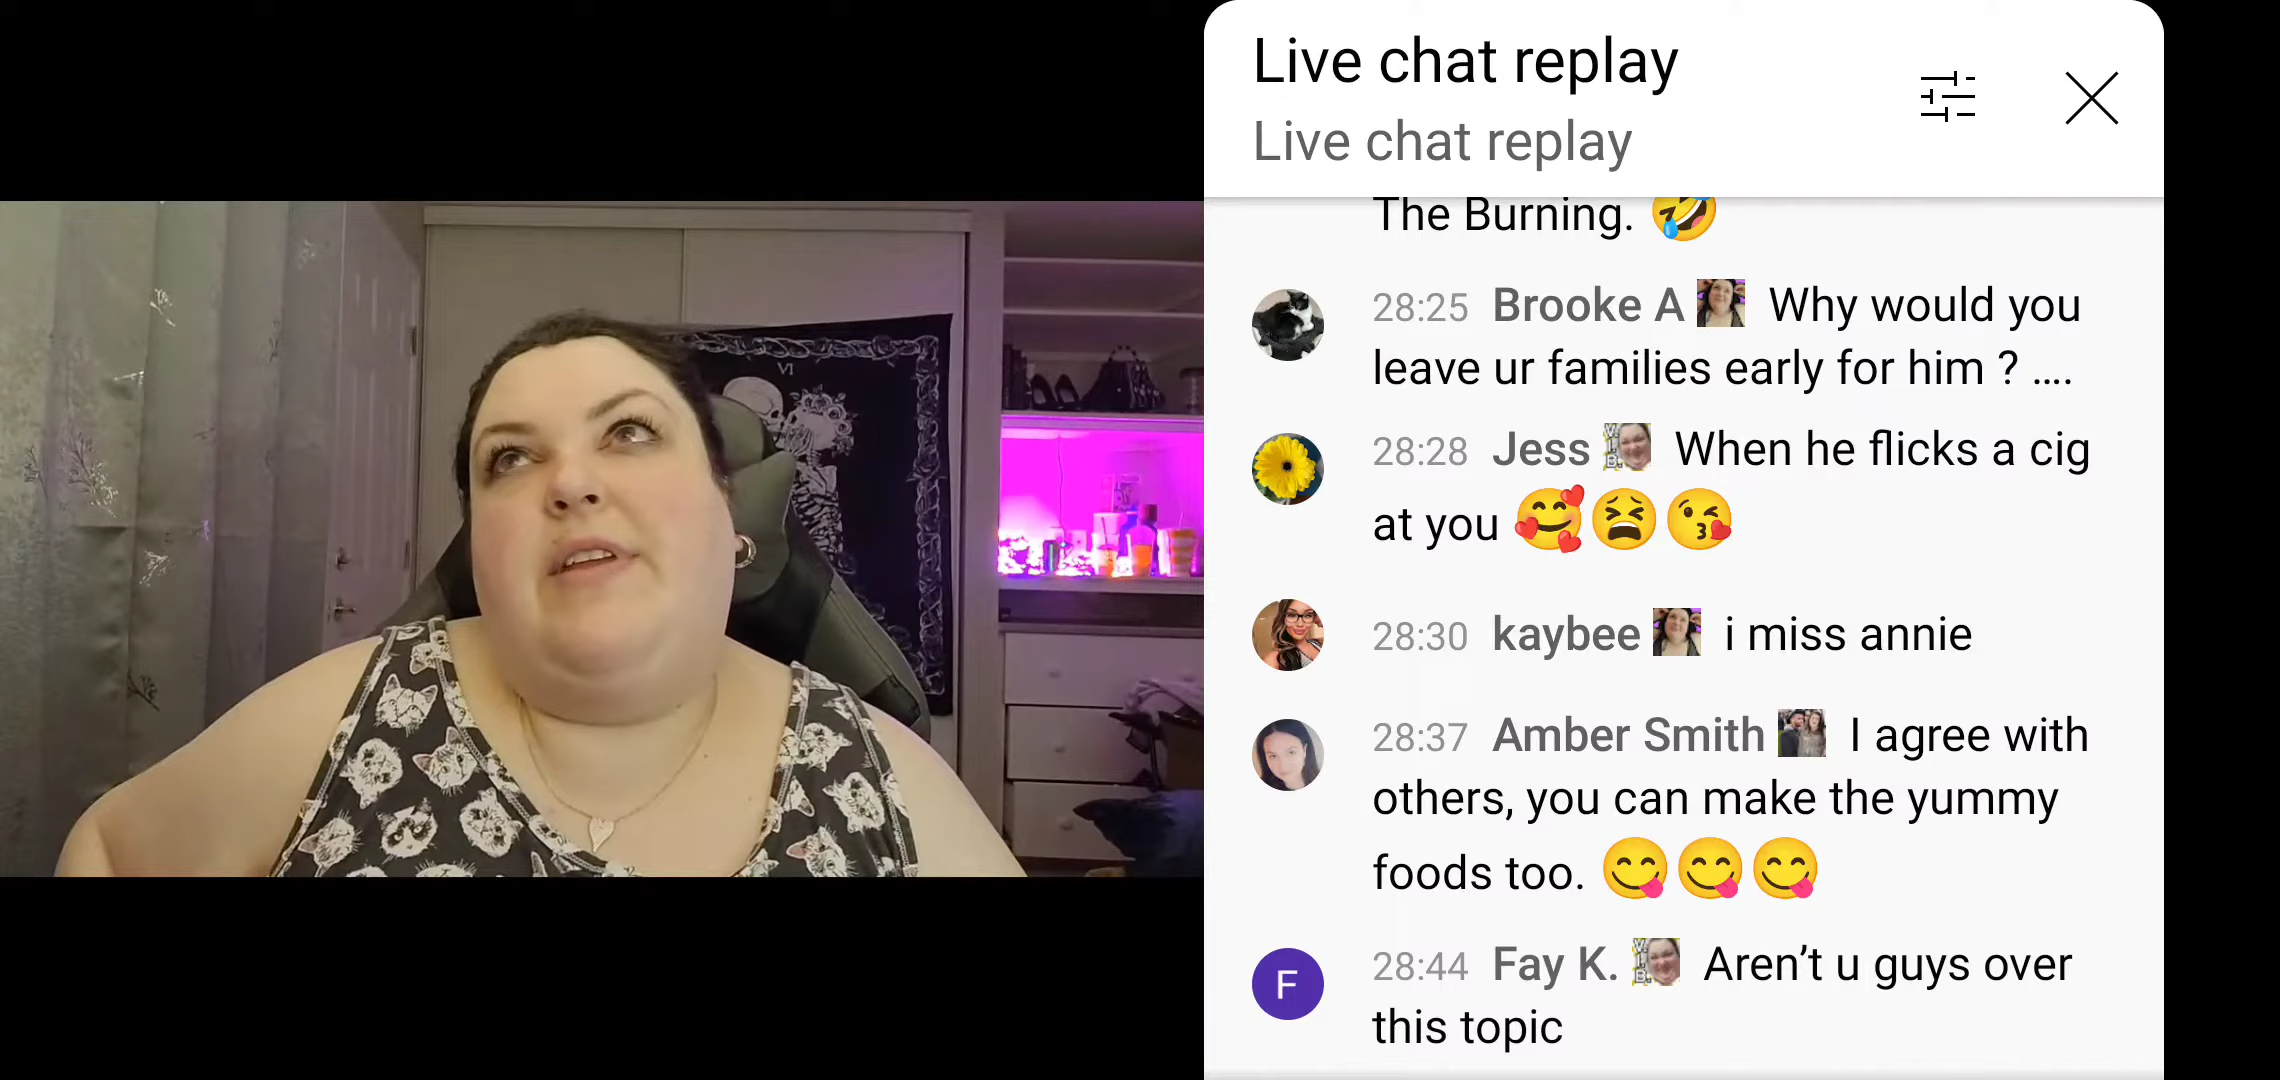 Live chat replay
Live chat replay
The Burning. 🤣
28:25 Brooke A Why would you
leave ur families early for him ? ....
28:28 Jess When he flicks a cig
at you 🥰😫😘
28:30 kaybee i miss annie
28:37 Amber Smith I agree with
others, you can make the yummy
foods too. 😋😋😋
F
28:44 Fay K. Aren’t u guys over
this topic
VI